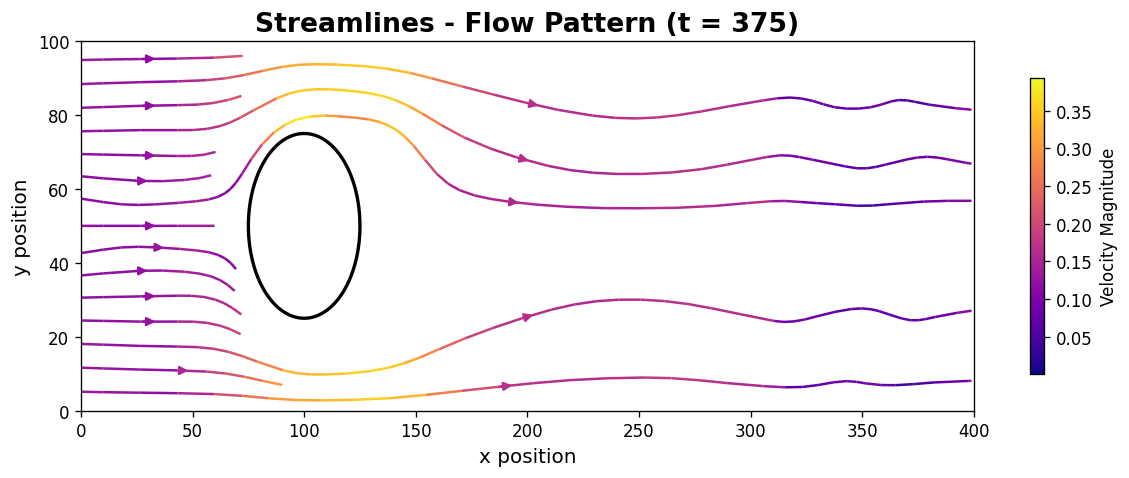 Streamlines - Flow Pattern (t = 375)
100
80
60
40
20
0
y position
0 50 100 150 200 250 300 350 400
x position
0.35
0.30
0.25
0.20
0.15
0.10
0.05
Velocity Magnitude